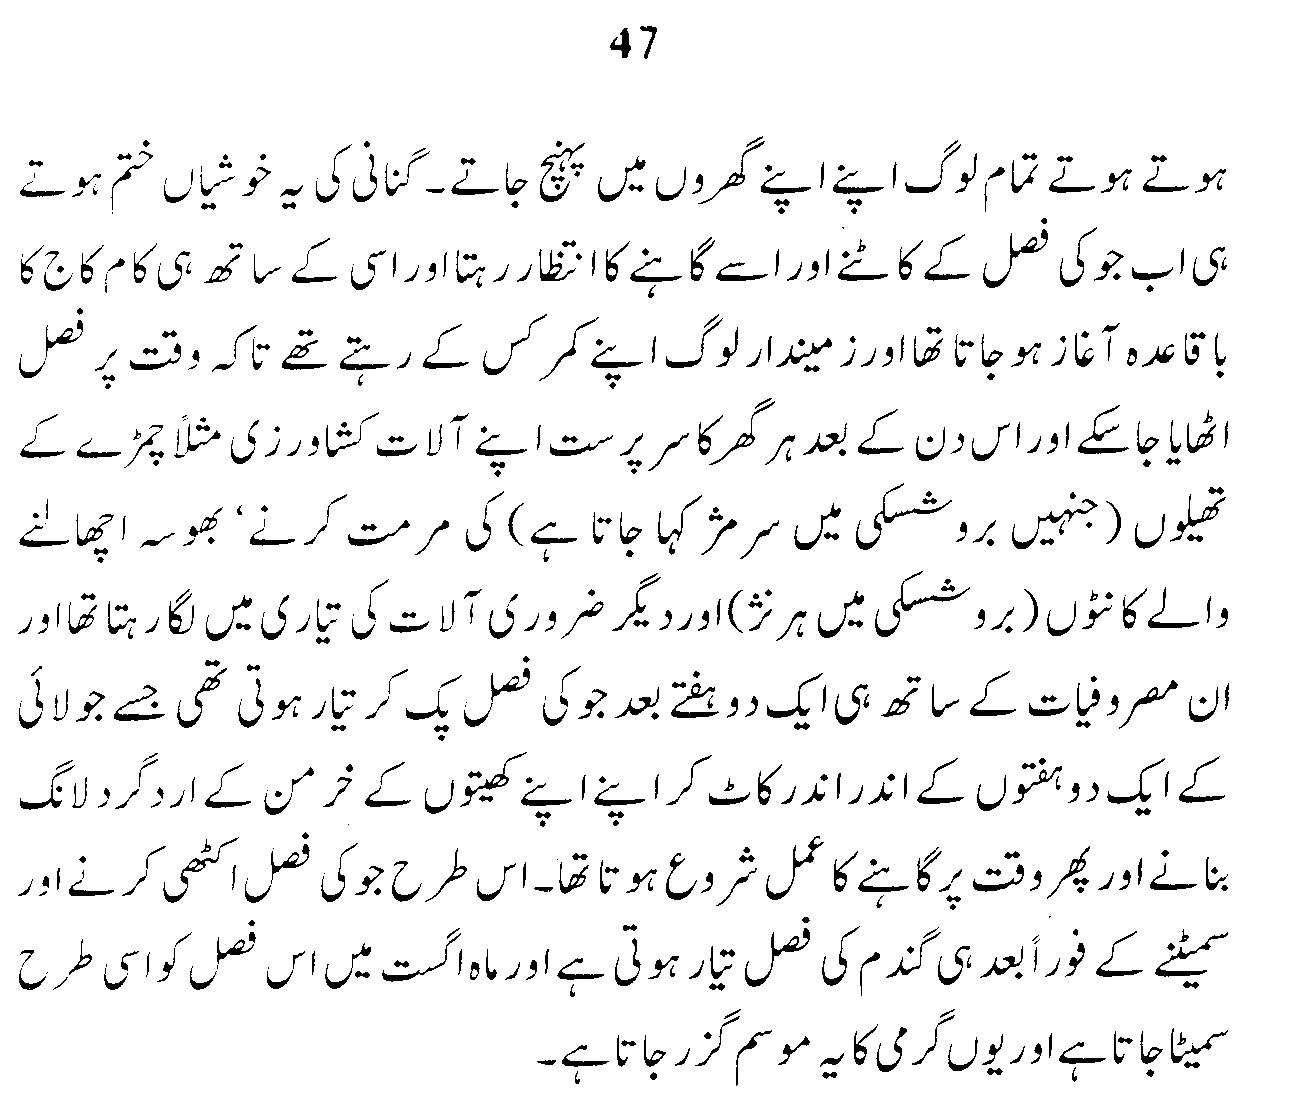 47
ہوتے ہوتے تمام لوگ اپنے اپنے گھروں میں پہنچ جاتے۔ گنانی کی یہ خوشیاں ختم ہوتے
ہی اب جو کی فصل کے کاٹنے اور اسے گاہنے کا انتظار رہتا اور اسی کے ساتھ ہی کام کاج کا
باقاعدہ آغاز ہو جاتا تھا اور زمیندار لوگ اپنے کمر کس کے رہتے تھے تاکہ وقت پر فصل
اٹھایا جا سکے اور اس دن کے بعد ہر گھر کا سرپرست اپنے آلات کشاورزی مثلاً چمڑے کے
تھیلوں (جنہیں بروشسکی میں سرمژ کہا جاتا ہے) کی مرمت کرنے‘ بھوسہ اچھالنے
والے کانٹوں (بروشسکی میں ہرنژ) اور دیگر ضروری آلات کی تیاری میں لگا رہتا تھا اور
ان مصروفیات کے ساتھ ہی ایک دو ہفتے بعد جو کی فصل پک کر تیار ہوتی تھی جسے جولائی
کے ایک دو ہفتوں کے اندر اندر کاٹ کر اپنے اپنے کھیتوں کے خرمن کے ارد گرد لانگ
بنانے اور پھر وقت پر گاہنے کا عمل شروع ہوتا تھا۔ اس طرح جو کی فصل اکٹھی کرنے اور
سمیٹنے کے فوراً بعد ہی گندم کی فصل تیار ہوتی ہے اور ماہ اگست میں اس فصل کو اسی طرح
سمیٹا جاتا ہے اور یوں گرمی کا یہ موسم گزر جاتا ہے۔